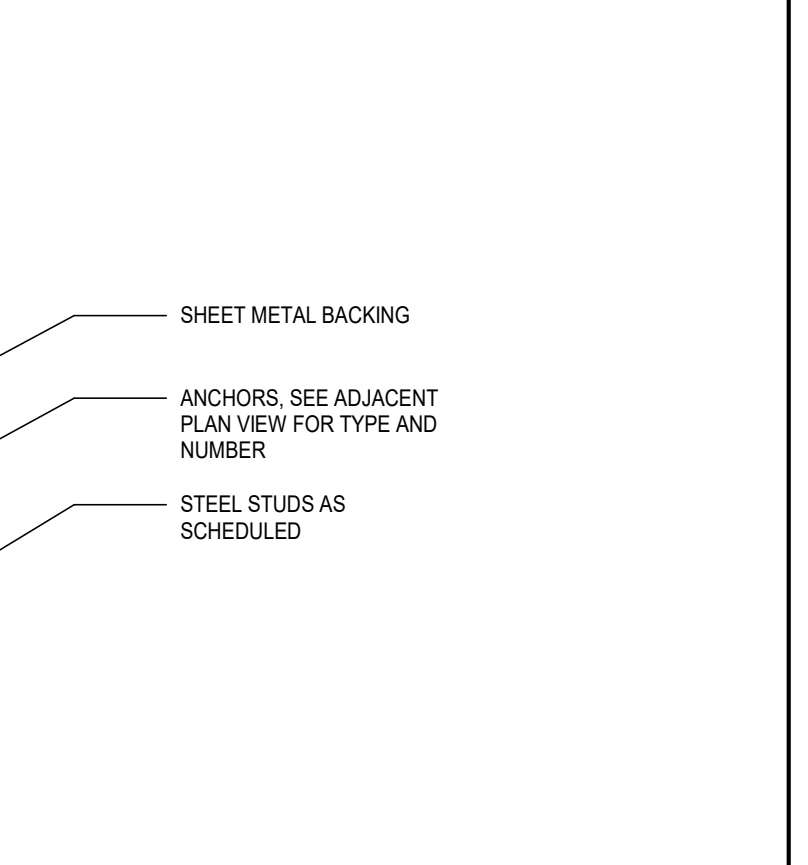 SHEET METAL BACKING
ANCHORS, SEE ADJACENT
PLAN VIEW FOR TYPE AND
NUMBER
STEEL STUDS AS
SCHEDULED